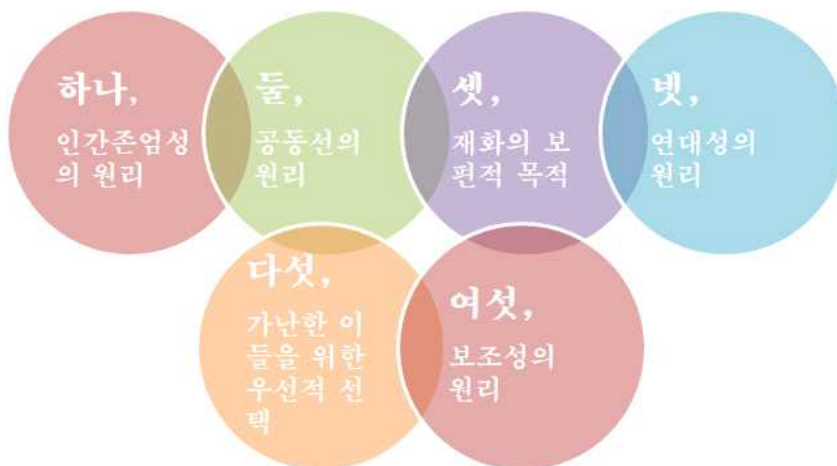 하나,
인간존엄성
의 원리
둘,
공동선의
원리
셋,
재화의 보
편적 목적
넷,
연대성의
원리
다섯,
가난한 이
들을 위한
우선적 선
택
여섯,
보조성의
원리